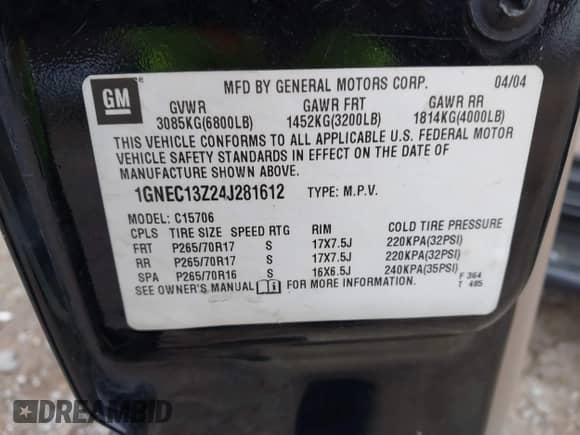 GM
MFD BY GENERAL MOTORS CORP. 04/04
GVWR GAWR FRT GAWR RR
3085KG(6800LB) 1452KG(3200LB) 1814KG(4000LB)
THIS VEHICLE CONFORMS TO ALL APPLICABLE U.S. FEDERAL MOTOR
VEHICLE SAFETY STANDARDS IN EFFECT ON THE DATE OF
MANUFACTURE SHOWN ABOVE.
1GNEC13Z24J281612 TYPE: M.P.V.
MODEL: C15706
CPLS TIRE SIZE SPEED RTG RIM COLD TIRE PRESSURE
FRT P265/70R17 S 17X7.5J 220KPA(32PSI)
RR P265/70R17 S 17X7.5J 220KPA(32PSI)
SPA P265/70R16 S 16X6.5J 240KPA(35PSI)
SEE OWNER'S MANUAL FOR MORE INFORMATION.
F 364
T 485
DREAMBID